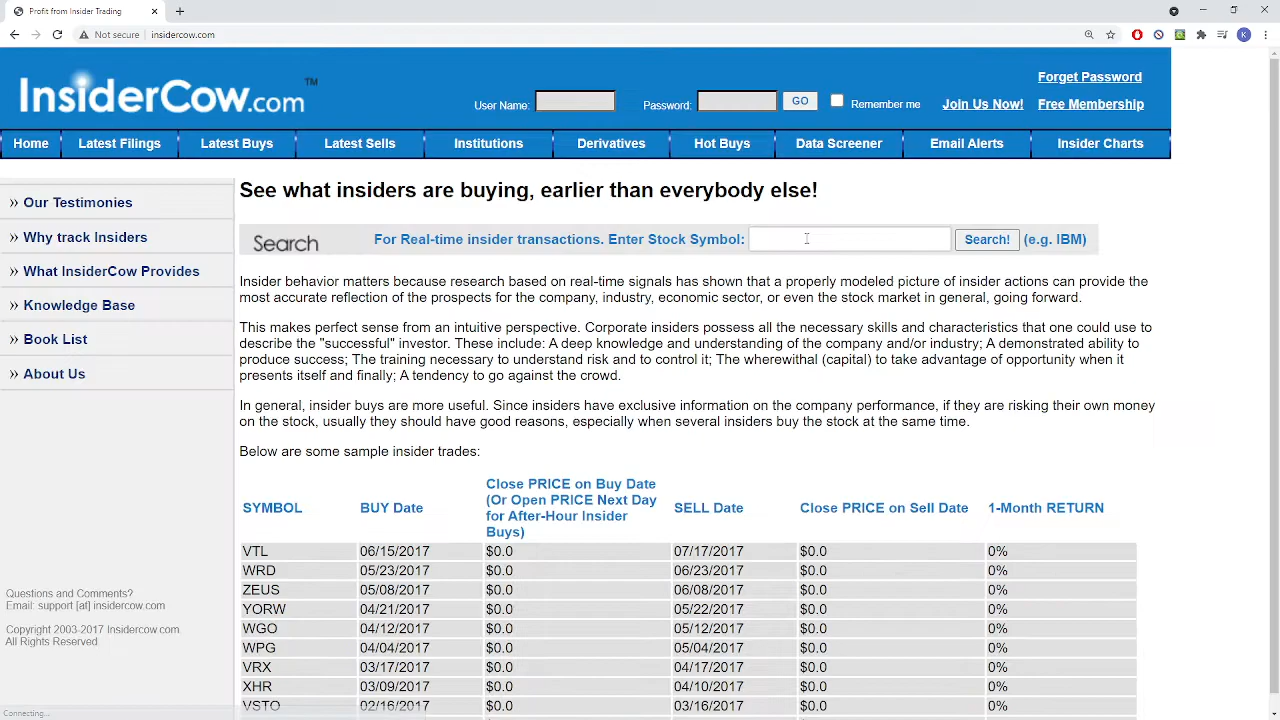 Profit from Insider Trading
Not secure | insidercow.com
K
InsiderCow.com TM
Forget Password
User Name: Password: GO Remember me Join Us Now! Free Membership
Home Latest Filings Latest Buys Latest Sells Institutions Derivatives Hot Buys Data Screener Email Alerts Insider Charts
» Our Testimonies
» Why track Insiders
» What InsiderCow Provides
» Knowledge Base
» Book List
» About Us
Questions and Comments?
Email: support [at] insidercow.com
Copyright 2003-2017 Insidercow.com.
All Rights Reserved.
See what insiders are buying, earlier than everybody else!
Search For Real-time insider transactions. Enter Stock Symbol: Search! (e.g. IBM)
Insider behavior matters because research based on real-time signals has shown that a properly modeled picture of insider actions can provide the
most accurate reflection of the prospects for the company, industry, economic sector, or even the stock market in general, going forward.
This makes perfect sense from an intuitive perspective. Corporate insiders possess all the necessary skills and characteristics that one could use to
describe the "successful" investor. These include: A deep knowledge and understanding of the company and/or industry; A demonstrated ability to
produce success; The training necessary to understand risk and to control it; The wherewithal (capital) to take advantage of opportunity when it
presents itself and finally; A tendency to go against the crowd.
In general, insider buys are more useful. Since insiders have exclusive information on the company performance, if they are risking their own money
on the stock, usually they should have good reasons, especially when several insiders buy the stock at the same time.
Below are some sample insider trades:
SYMBOL BUY Date Close PRICE on Buy Date (Or Open PRICE Next Day for After-Hour Insider Buys) SELL Date Close PRICE on Sell Date 1-Month RETURN
VTL 06/15/2017 $0.0 07/17/2017 $0.0 0%
WRD 05/23/2017 $0.0 06/23/2017 $0.0 0%
ZEUS 05/08/2017 $0.0 06/08/2017 $0.0 0%
YORW 04/21/2017 $0.0 05/22/2017 $0.0 0%
WGO 04/12/2017 $0.0 05/12/2017 $0.0 0%
WPG 04/04/2017 $0.0 05/04/2017 $0.0 0%
VRX 03/17/2017 $0.0 04/17/2017 $0.0 0%
XHR 03/09/2017 $0.0 04/10/2017 $0.0 0%
VSTO 02/16/2017 $0.0 03/16/2017 $0.0 0%
Connecting...